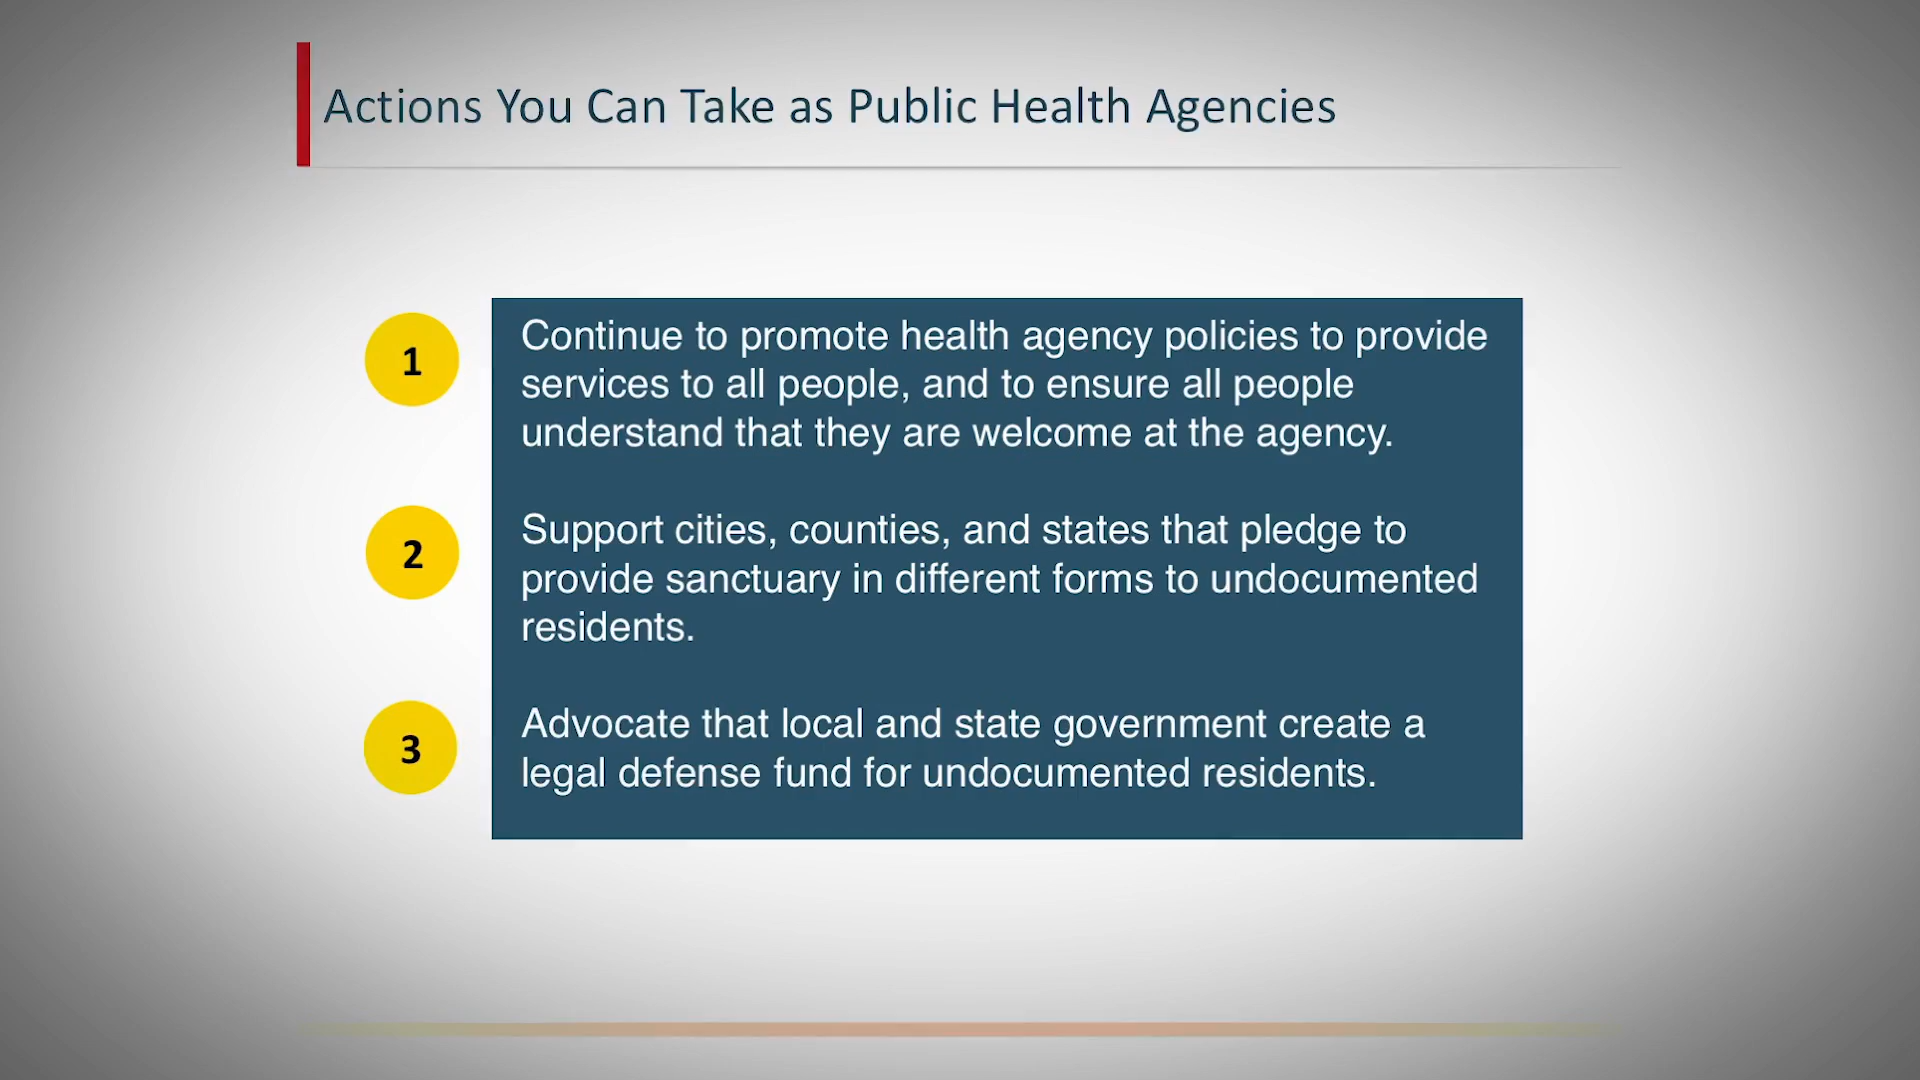 Actions You Can Take as Public Health Agencies
1
Continue to promote health agency policies to provide
services to all people, and to ensure all people
understand that they are welcome at the agency.
2
Support cities, counties, and states that pledge to
provide sanctuary in different forms to undocumented
residents.
3
Advocate that local and state government create a
legal defense fund for undocumented residents.